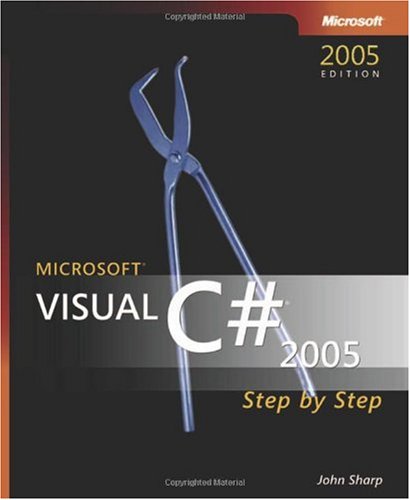 Copyrighted Material
Microsoft®
2005
EDITION
MICROSOFT®
VISUAL C#® 2005
Step by Step
John Sharp
Copyrighted Material